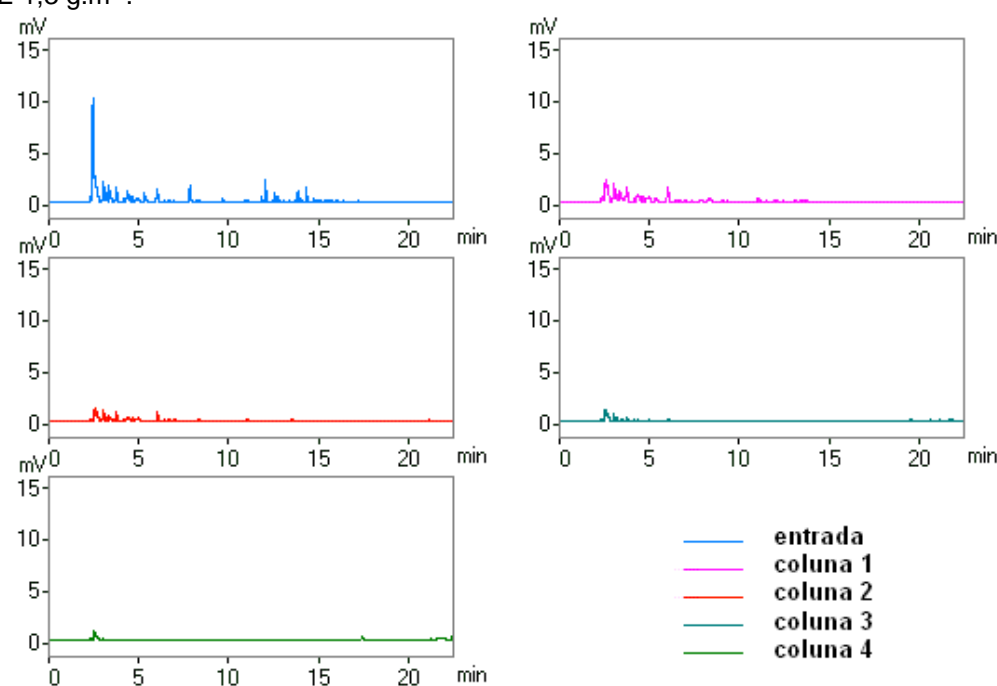 mV mV
15 15
10 10
5 5
0 0
0 5 10 15 20 min 0 5 10 15 20 min
mV mV
15 15
10 10
5 5
0 0
0 5 10 15 20 min 0 5 10 15 20 min
mV
15
10
5
0
0 5 10 15 20 min
entrada
coluna 1
coluna 2
coluna 3
coluna 4